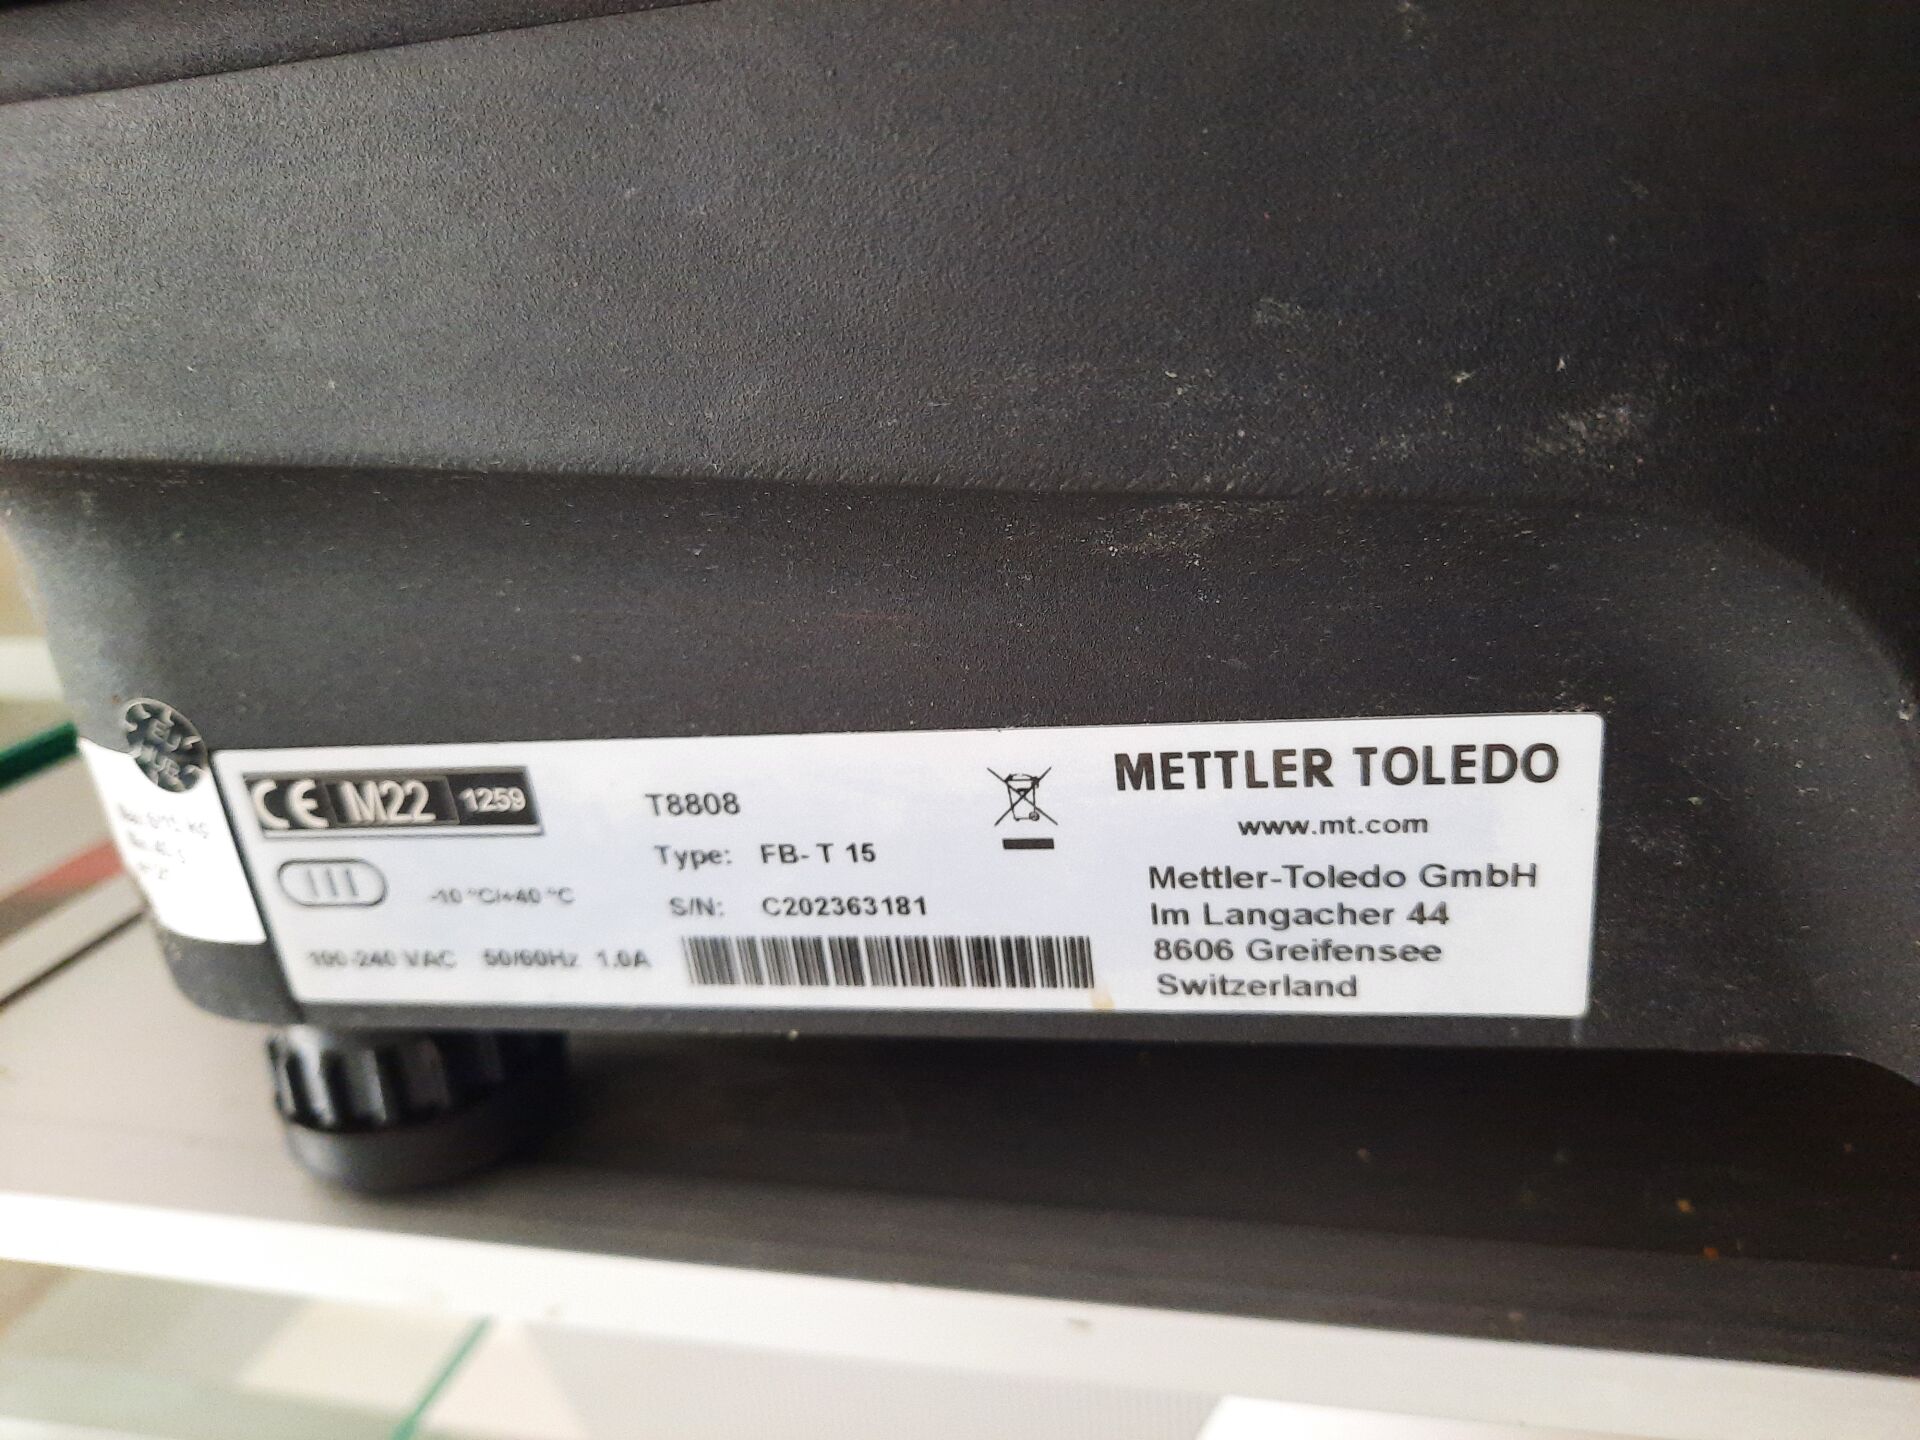 CE M22 1259
III
-10 °C/+40 °C
100-240 VAC 50/60Hz 1.0A
T8808
Type: FB- T 15
S/N: C202363181
METTLER TOLEDO
www.mt.com
Mettler-Toledo GmbH
Im Langacher 44
8606 Greifensee
Switzerland